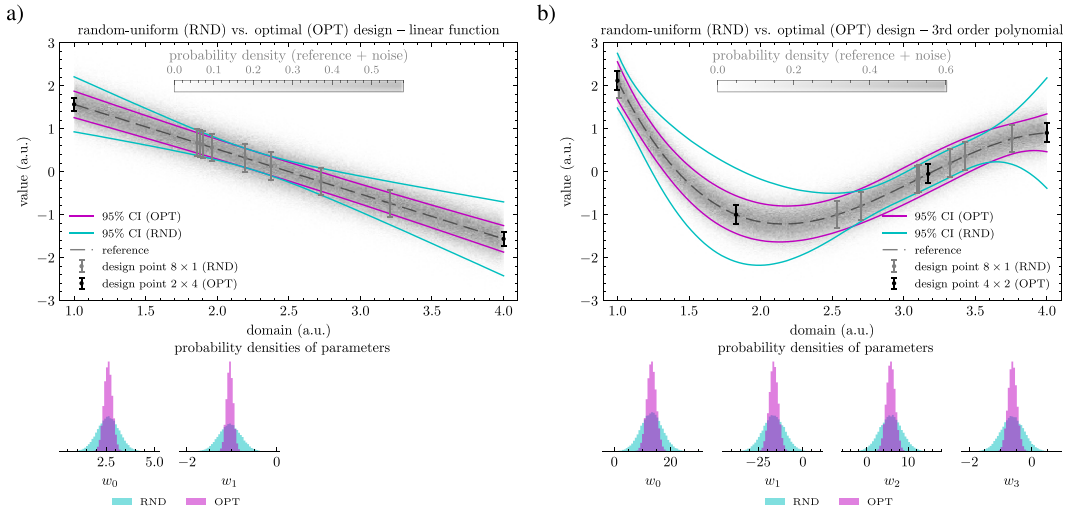 a)
random-uniform (RND) vs. optimal (OPT) design – linear function
probability density (reference + noise)
0.0 0.1 0.2 0.3 0.4 0.5
3
2
1
0
−1
−2
−3
value (a.u.)
95% CI (OPT)
95% CI (RND)
reference
design point 8 × 1 (RND)
design point 2 × 4 (OPT)
1.0 1.5 2.0 2.5 3.0 3.5 4.0
domain (a.u.)
probability densities of parameters
2.5 5.0
w0
−2 0
w1
RND OPT
b)
random-uniform (RND) vs. optimal (OPT) design – 3rd order polynomial
probability density (reference + noise)
0.0 0.2 0.4 0.6
3
2
1
0
−1
−2
−3
value (a.u.)
95% CI (OPT)
95% CI (RND)
reference
design point 8 × 1 (RND)
design point 4 × 2 (OPT)
1.0 1.5 2.0 2.5 3.0 3.5 4.0
domain (a.u.)
probability densities of parameters
0 20
w0
−25 0
w1
0 10
w2
−2 0
w3
RND OPT